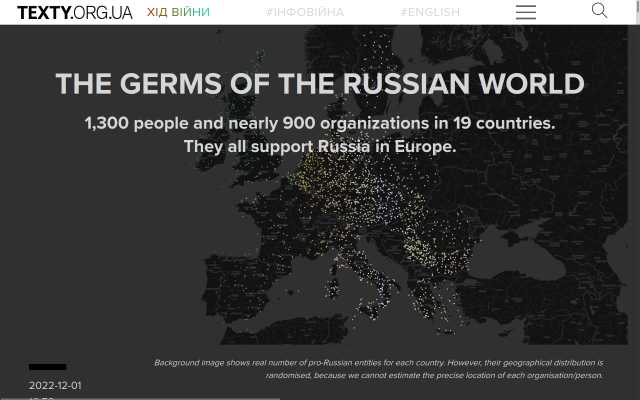 TEXTY.ORG.UA ХІД ВІЙНИ #ІНФОВІЙНА #ENGLISH
THE GERMS OF THE RUSSIAN WORLD
1,300 people and nearly 900 organizations in 19 countries.
They all support Russia in Europe.
Background image shows real number of pro-Russian entities for each country. However, their geographical distribution is
randomised, because we cannot estimate the precise location of each organisation/person.
2022-12-01